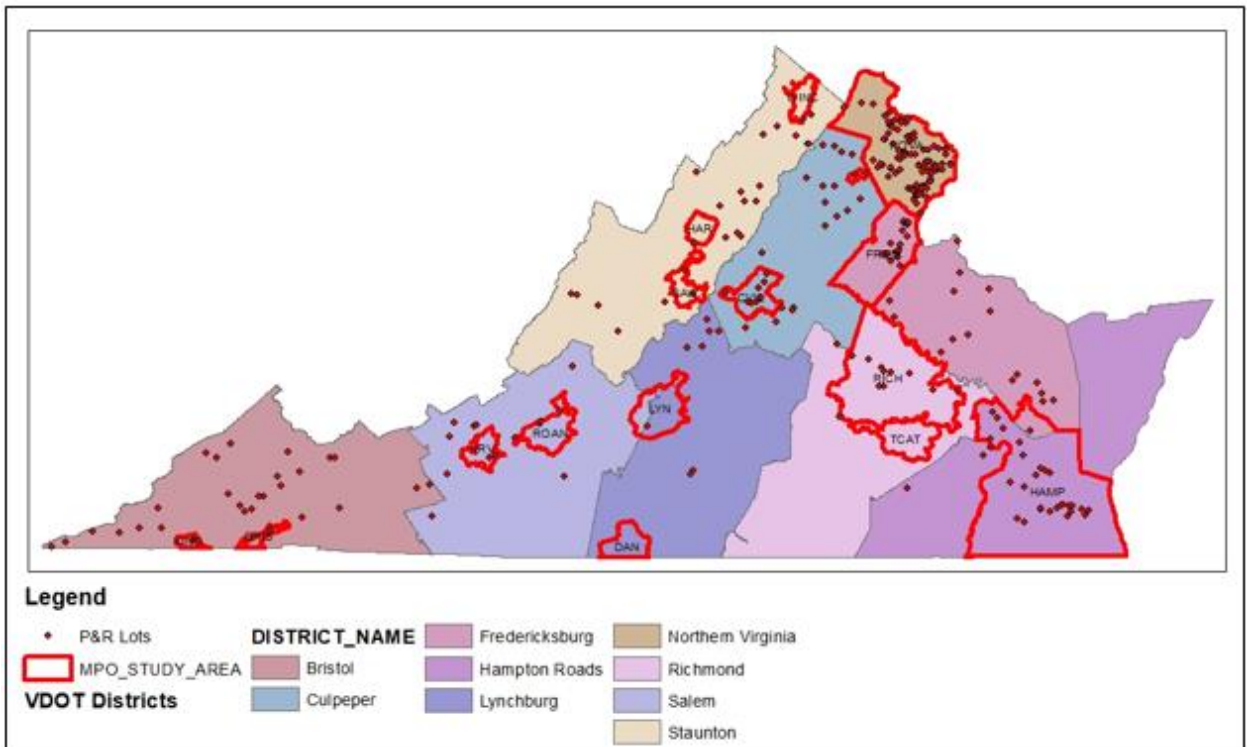 HAR
LYN
ROAN
DAN
RICH
TCAT
HAMP
Legend
P&R Lots
MPO_STUDY_AREA
VDOT Districts
DISTRICT_NAME
Bristol
Culpeper
Fredericksburg
Hampton Roads
Lynchburg
Northern Virginia
Richmond
Salem
Staunton